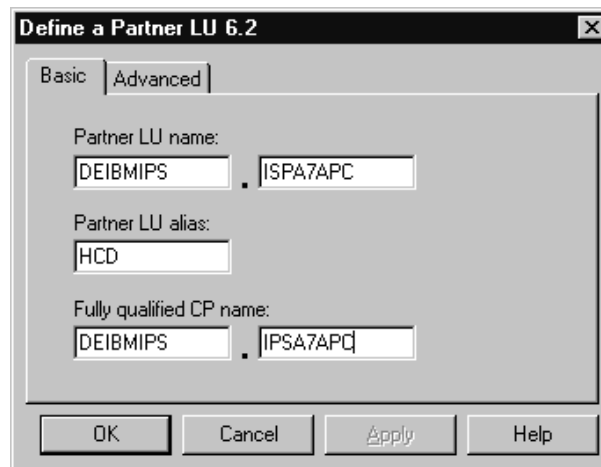 Define a Partner LU 6.2
Basic Advanced
Partner LU name:
DEIBMIPS . ISPA7APC
Partner LU alias:
HCD
Fully qualified CP name:
DEIBMIPS . IPSA7APC
OK Cancel Apply Help